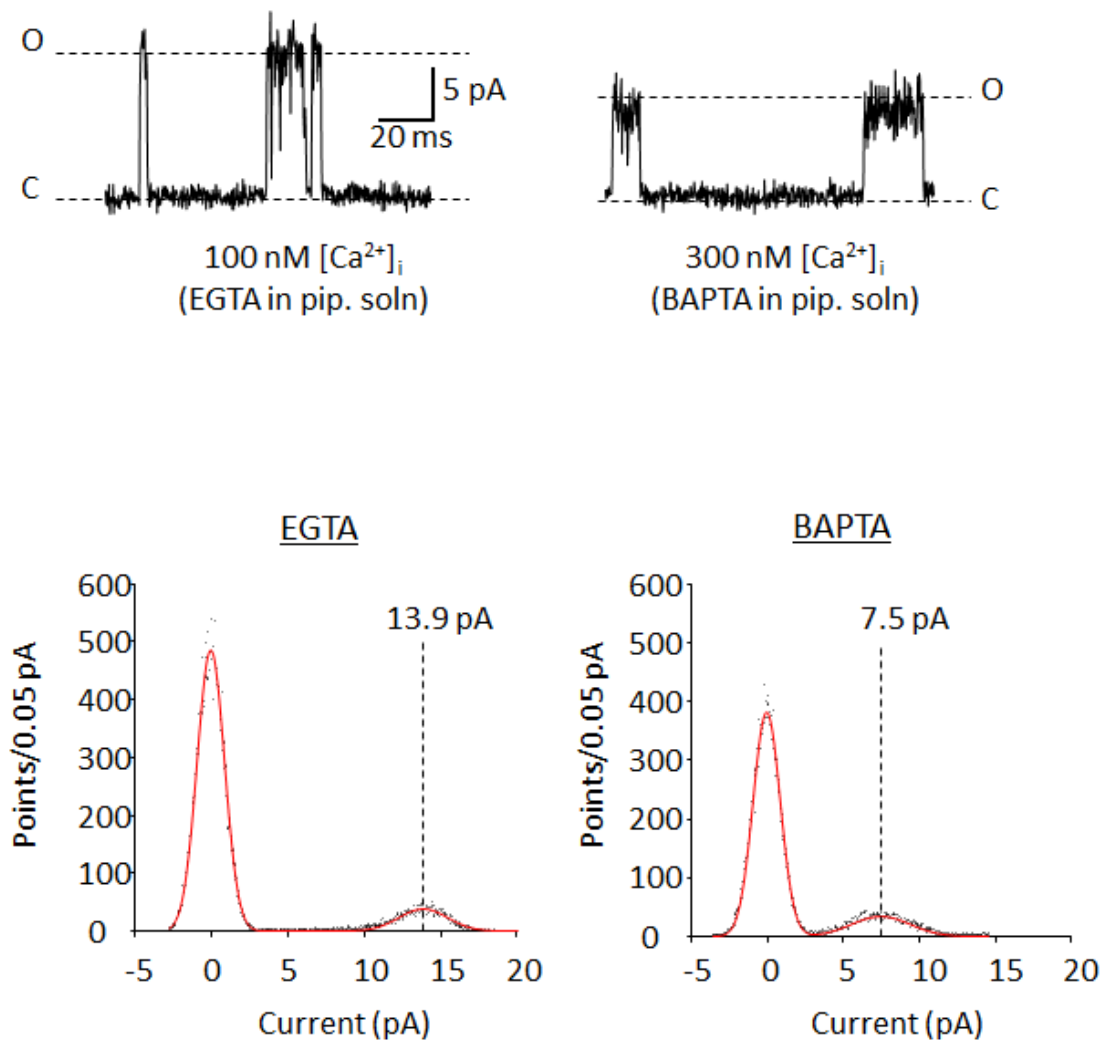 O
5 pA
20 ms
C
100 nM [Ca²⁺]ᵢ
(EGTA in pip. soln)
O
C
300 nM [Ca²⁺]ᵢ
(BAPTA in pip. soln)
EGTA
Points/0.05 pA
600
500
400
300
200
100
0
13.9 pA
-5 0 5 10 15 20
Current (pA)
BAPTA
Points/0.05 pA
600
500
400
300
200
100
0
7.5 pA
-5 0 5 10 15 20
Current (pA)